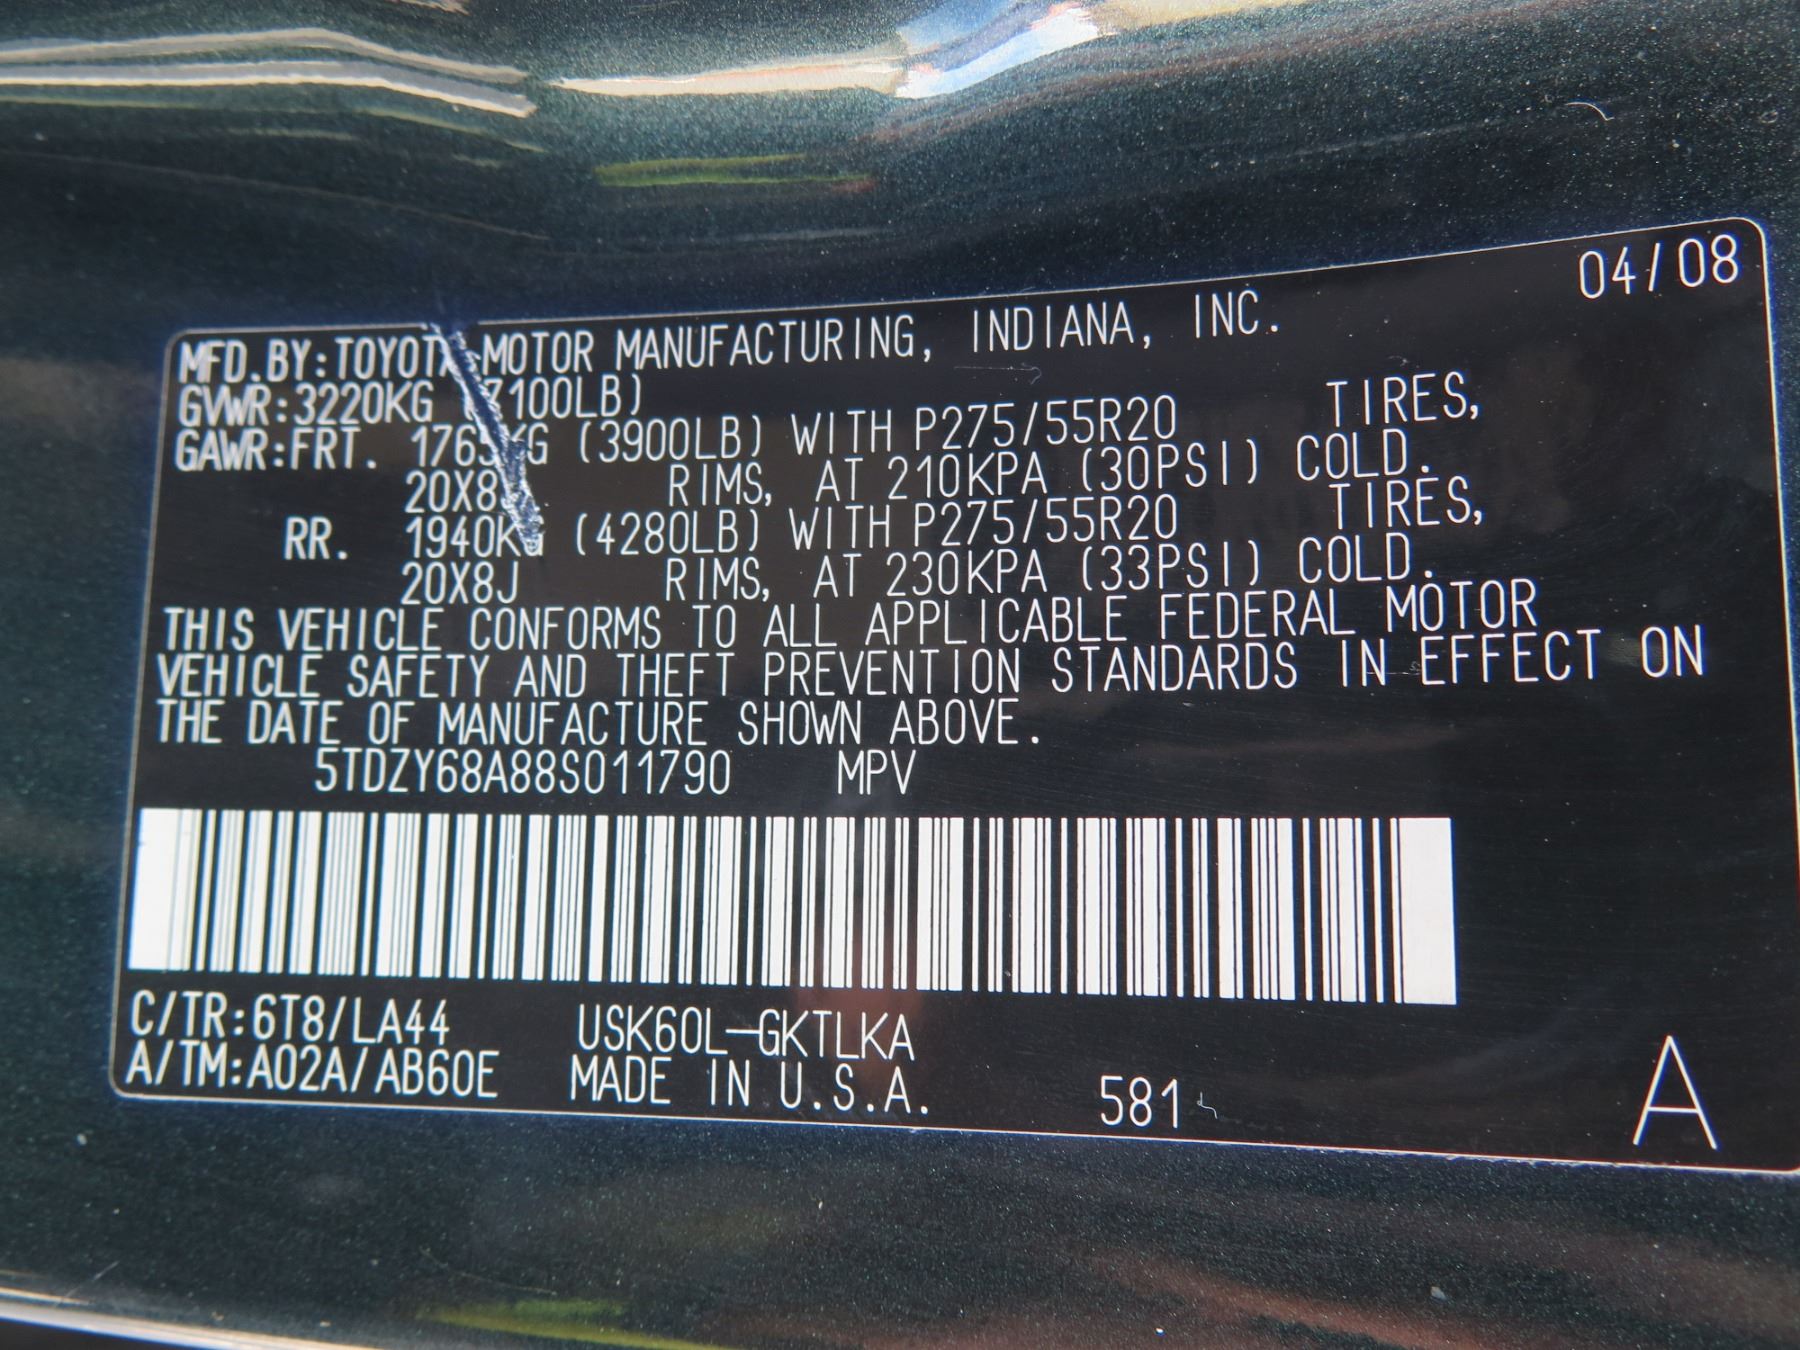 04/08
MFD.BY:TOYOTA MOTOR MANUFACTURING, INDIANA, INC.
GVWR:3220KG (7100LB)
GAWR:FRT. 1765KG (3900LB) WITH P275/55R20 TIRES,
20X8J RIMS, AT 210KPA (30PSI) COLD.
RR. 1940KG (4280LB) WITH P275/55R20 TIRES,
20X8J RIMS, AT 230KPA (33PSI) COLD.
THIS VEHICLE CONFORMS TO ALL APPLICABLE FEDERAL MOTOR
VEHICLE SAFETY AND THEFT PREVENTION STANDARDS IN EFFECT ON
THE DATE OF MANUFACTURE SHOWN ABOVE.
5TDZY68A88S011790 MPV
C/TR:6T8/LA44 USK60L-GKTLKA
A/TM:A02A/AB60E MADE IN U.S.A. 581 A